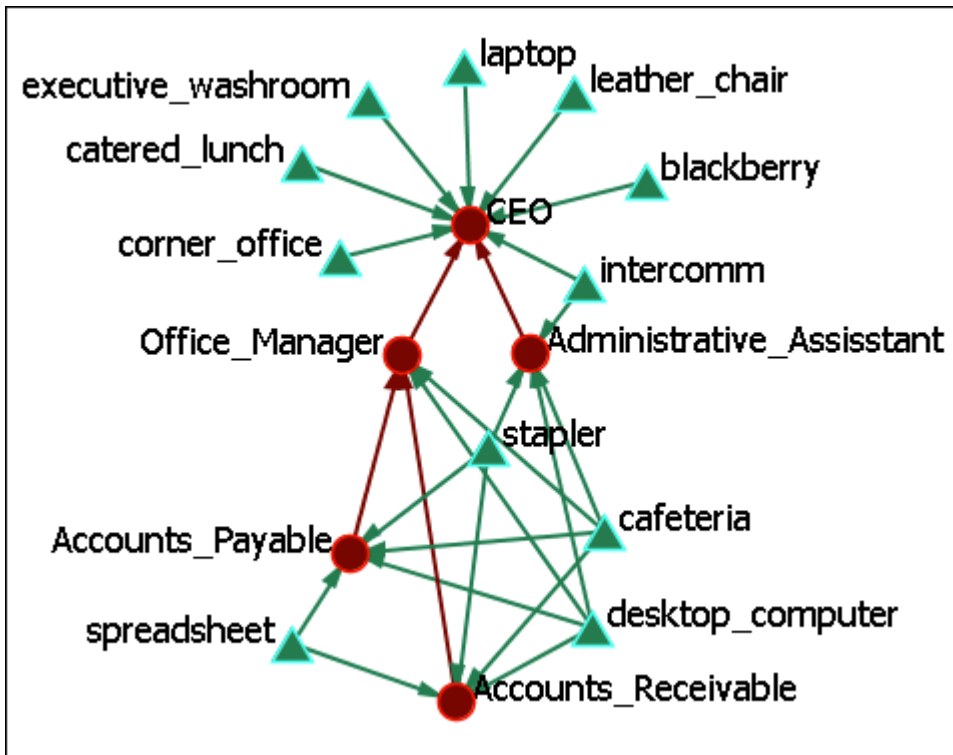 laptop
executive_washroom
leather_chair
catered_lunch
blackberry
CEO
corner_office
intercomm
Office_Manager
Administrative_Assisstant
stapler
cafeteria
Accounts_Payable
desktop_computer
spreadsheet
Accounts_Receivable